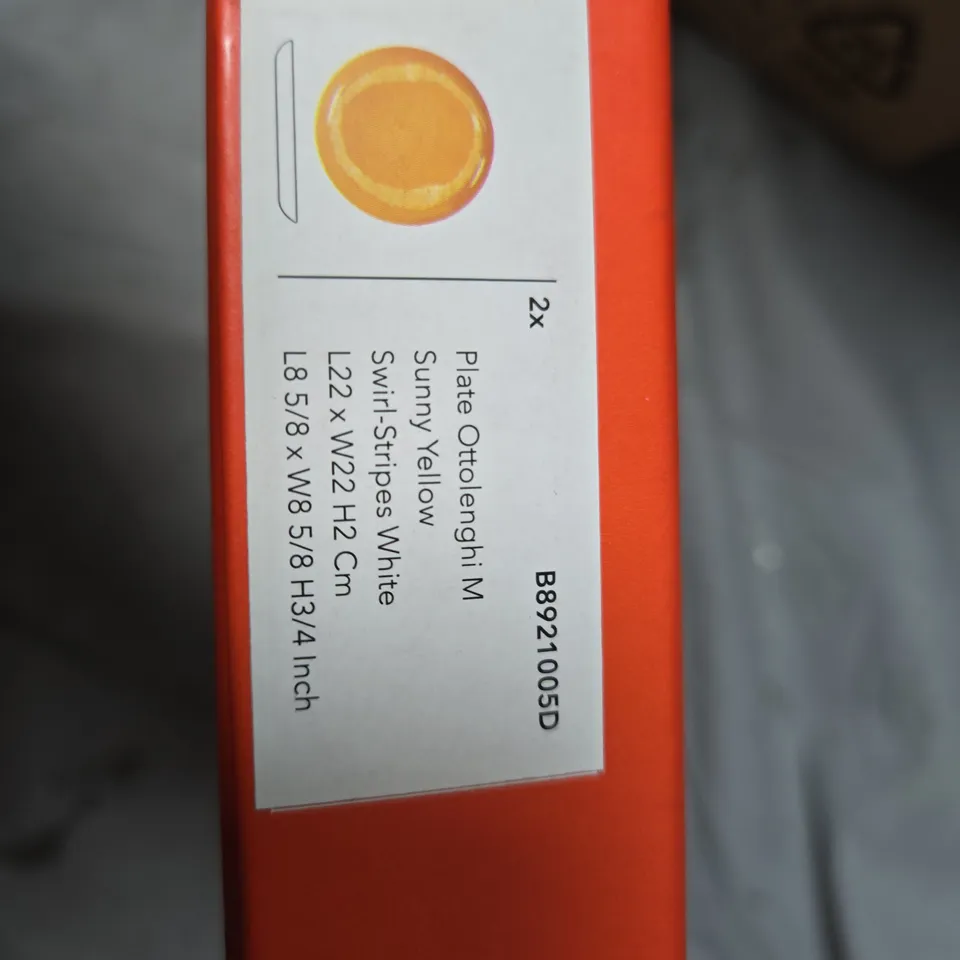 2x B8921005D
Plate Ottolenghi M
Sunny Yellow
Swirl-Stripes White
L22 x W22 H2 Cm
L8 5/8 x W8 5/8 H3/4 Inch